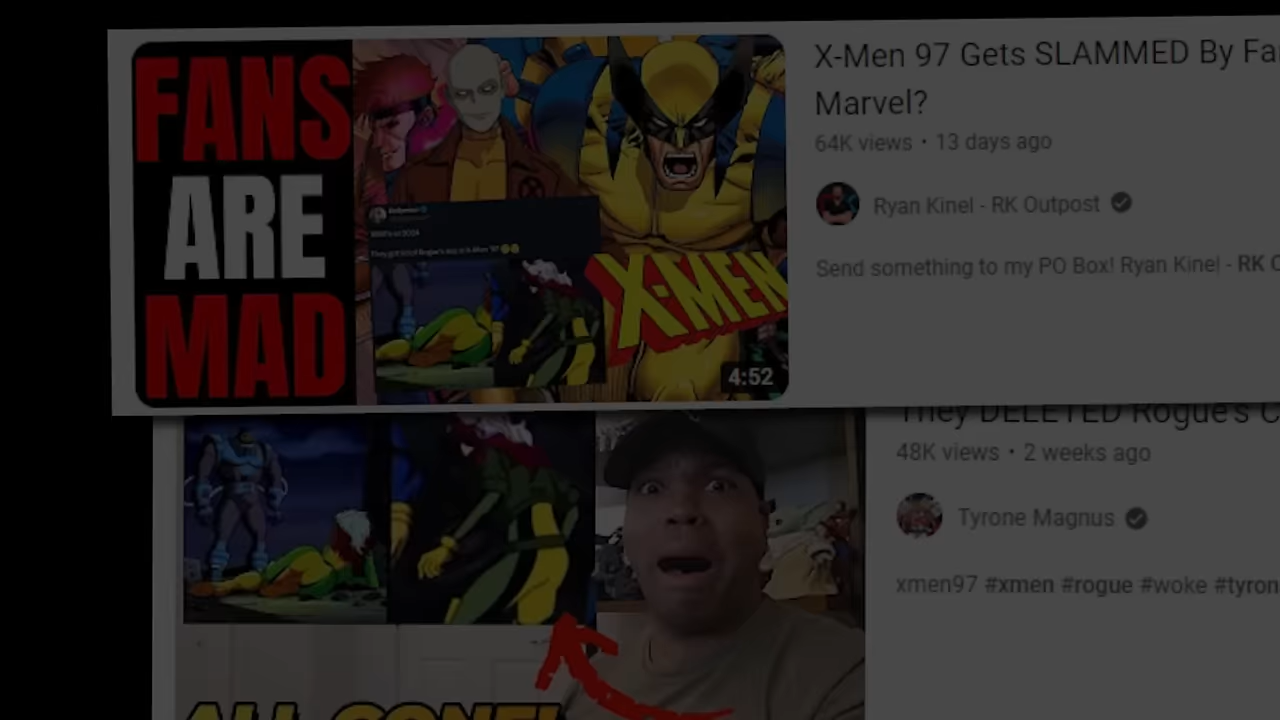 FANS
ARE
MAD
X-MEN
4:52
X-Men 97 Gets SLAMMED By Fa
Marvel?
64K views • 13 days ago
Ryan Kinel - RK Outpost
Send something to my PO Box! Ryan Kinel - RK O
They DELETED Rogue's C
48K views • 2 weeks ago
Tyrone Magnus
xmen97 #xmen #rogue #woke #tyron
ALL GONE!